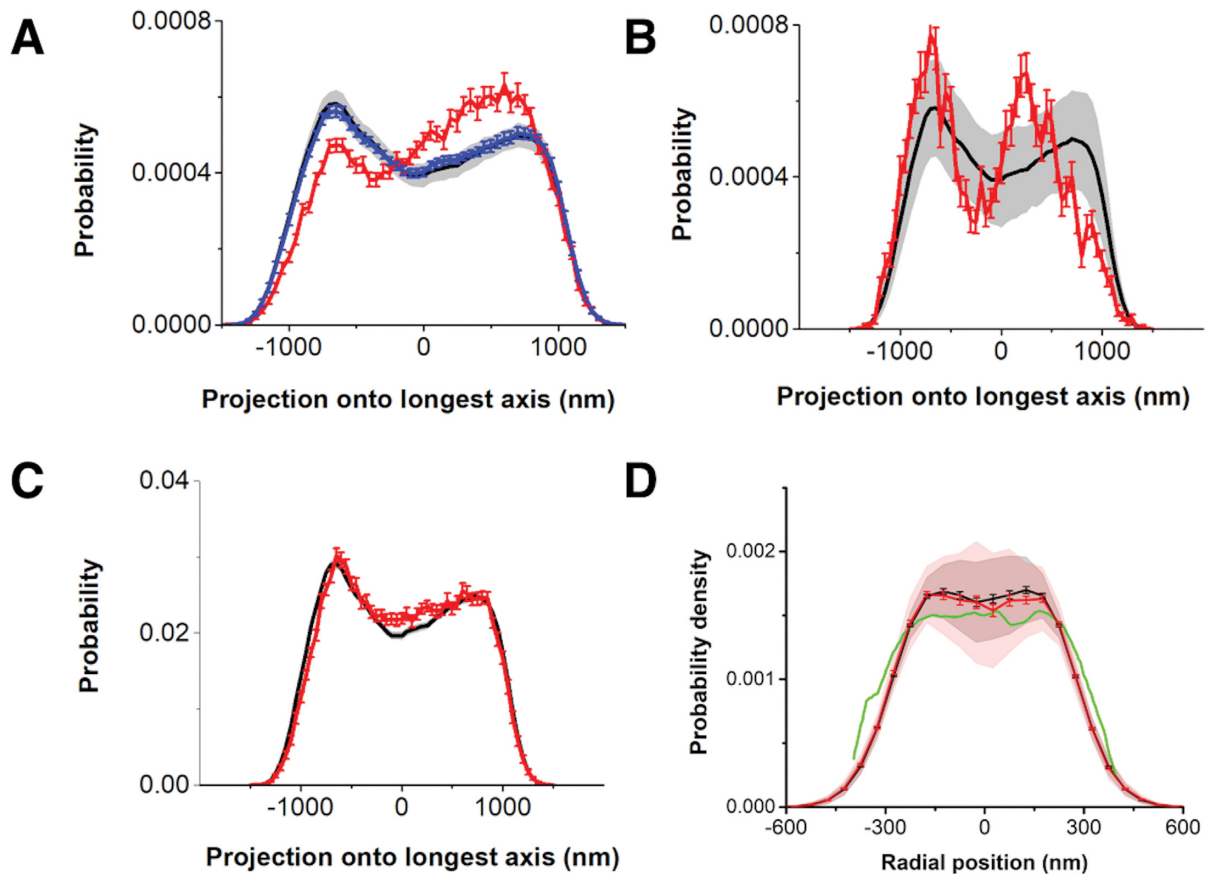 A
0.0008
0.0004
0.0000
Probability
-1000 0 1000
Projection onto longest axis (nm)
B
0.0008
0.0004
0.0000
Probability
-1000 0 1000
Projection onto longest axis (nm)
C
0.04
0.02
0.00
Probability
-1000 0 1000
Projection onto longest axis (nm)
D
0.002
0.001
0.000
Probability density
-600 -300 0 300 600
Radial position (nm)